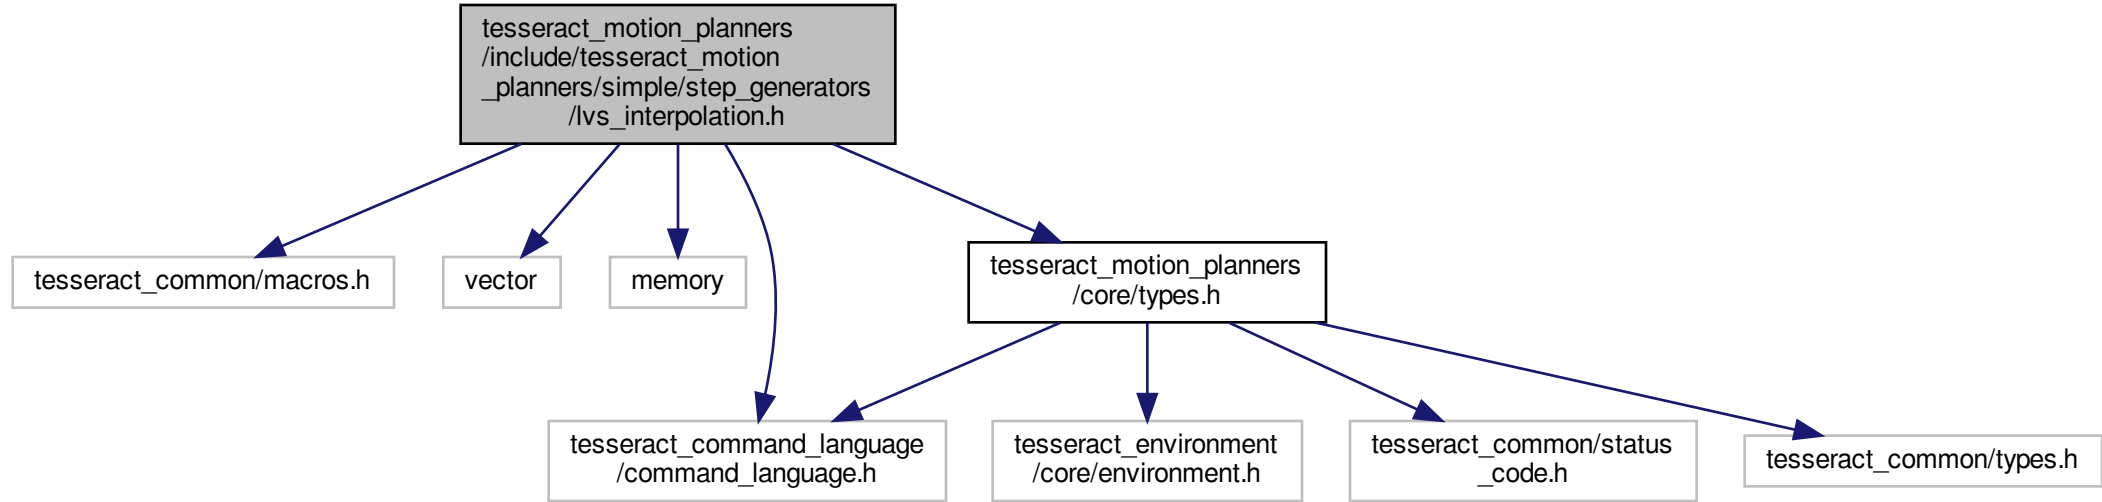 tesseract_motion_planners
/include/tesseract_motion
_planners/simple/step_generators
/lvs_interpolation.h
tesseract_common/macros.h
vector
memory
tesseract_motion_planners
/core/types.h
tesseract_command_language
/command_language.h
tesseract_environment
/core/environment.h
tesseract_common/status
_code.h
tesseract_common/types.h